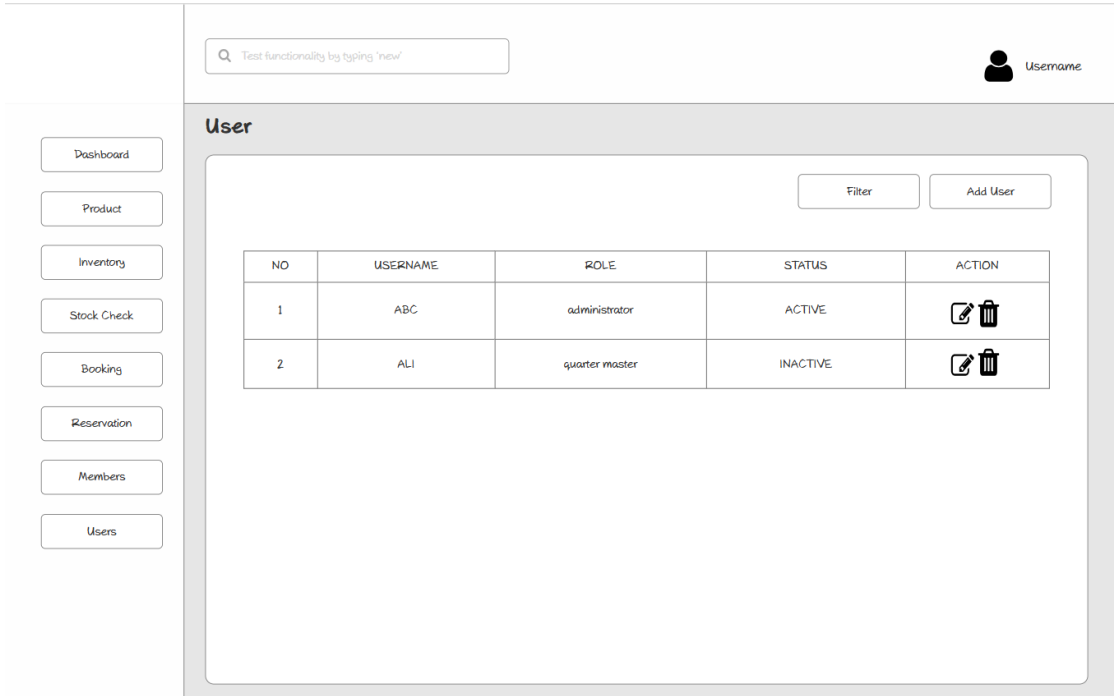 Test functionality by typing 'new'
Username
User
Dashboard
Product
Inventory
Stock Check
Booking
Reservation
Members
Users
Filter
Add User
NO USERNAME ROLE STATUS ACTION
1 ABC administrator ACTIVE
2 ALI quarter master INACTIVE